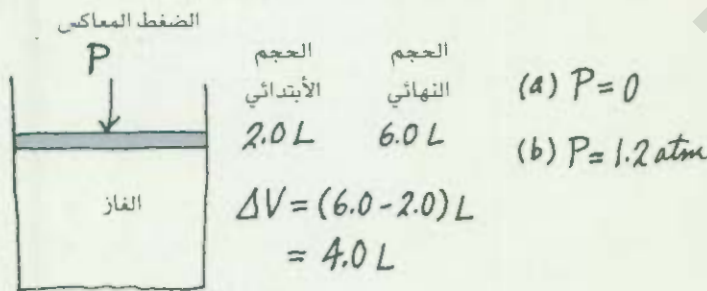 الضغط المعاكس
P
الحجم الأبتدائي
2.0 L
الحجم النهائي
6.0 L
الغاز
ΔV = (6.0 - 2.0) L
= 4.0 L
(a) P = 0
(b) P = 1.2 atm